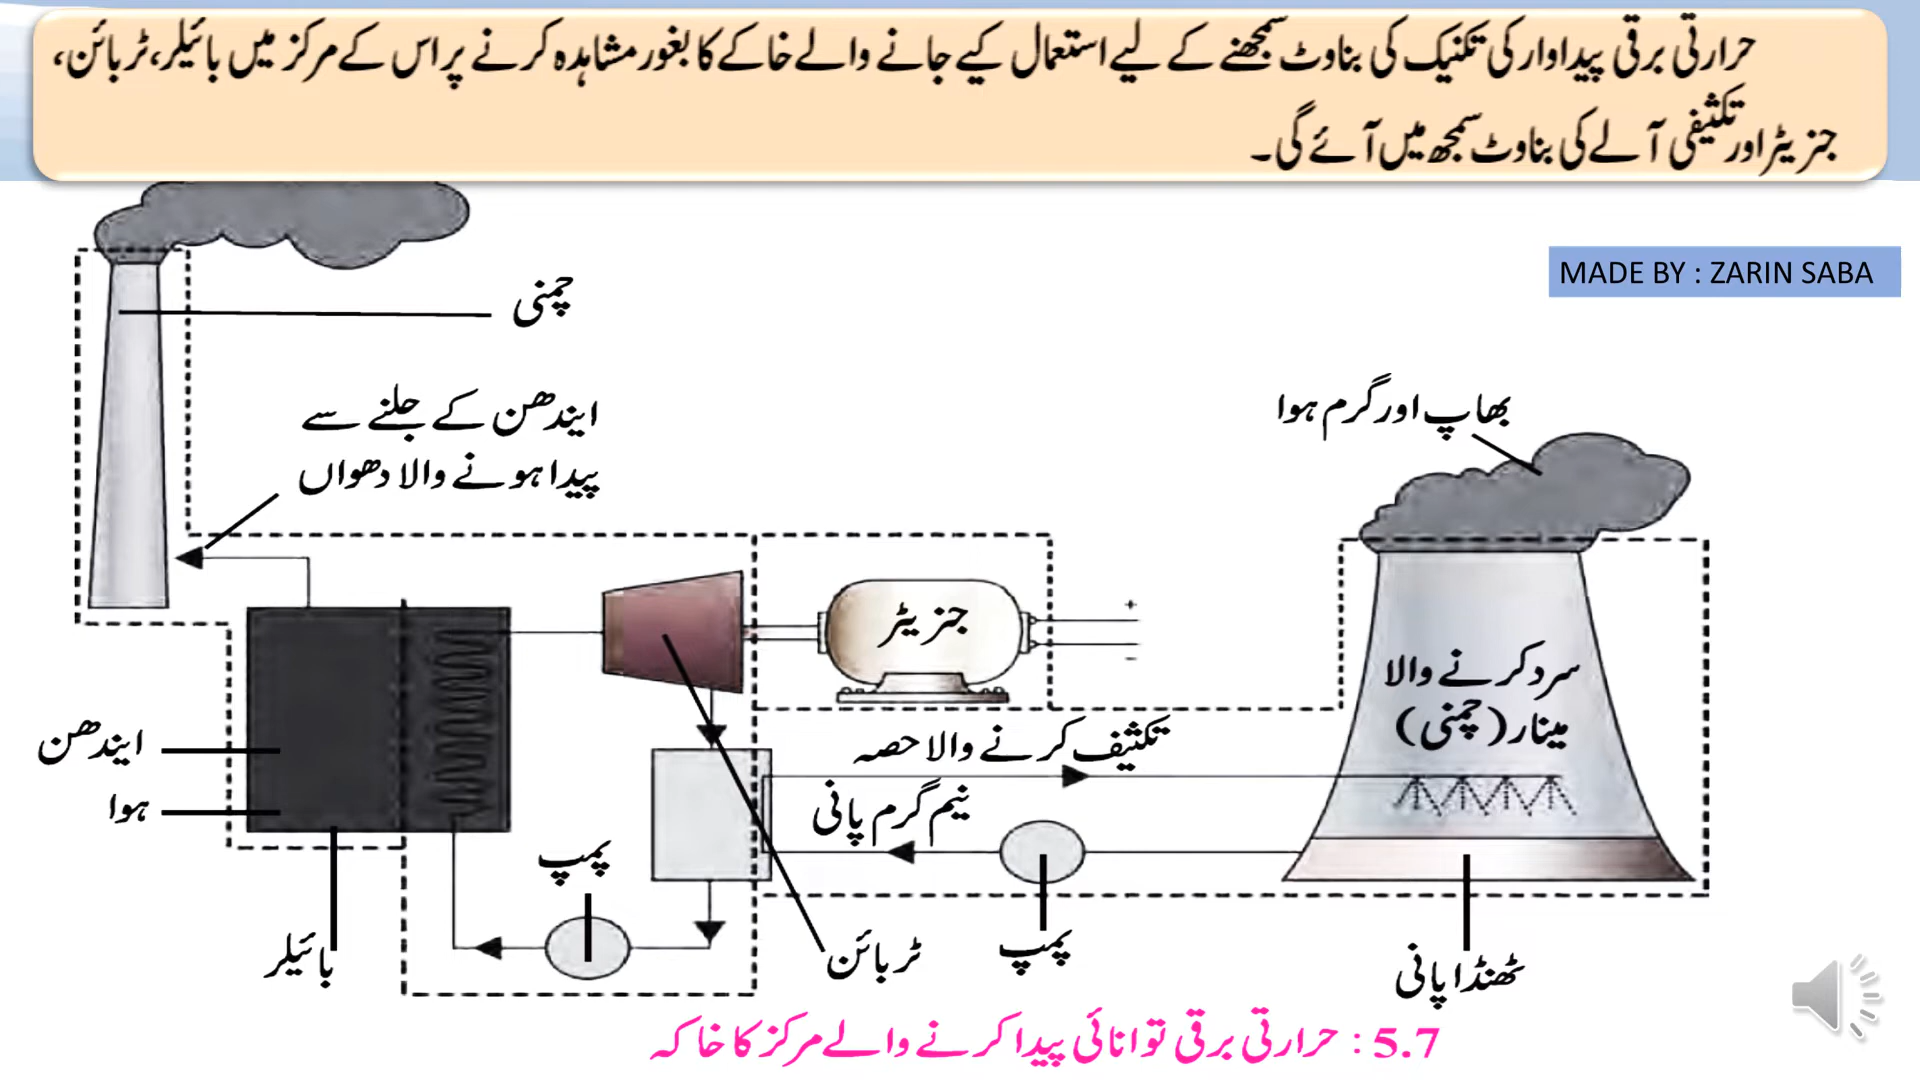 حرارتی برقی پیداوار کی تکنیک کی بناوٹ سمجھنے کے لیے استعمال کیے جانے والے خاکے کا بغور مشاہدہ کرنے پر اس کے مرکز میں بائیلر، ٹربائن،
جنریٹر اور تکثیفی آلے کی بناوٹ سمجھ میں آئے گی۔
MADE BY : ZARIN SABA
چمنی
ایندھن کے جلنے سے
پیدا ہونے والا دھواں
بھاپ اور گرم ہوا
جنریٹر
+
−
سرد کرنے والا
مینار (چمنی)
تکثیف کرنے والا حصہ
نیم گرم پانی
ایندھن
ہوا
پمپ
بائیلر
ٹربائن
پمپ
ٹھنڈا پانی
5.7 : حرارتی برقی توانائی پیدا کرنے والے مرکز کا خاکہ